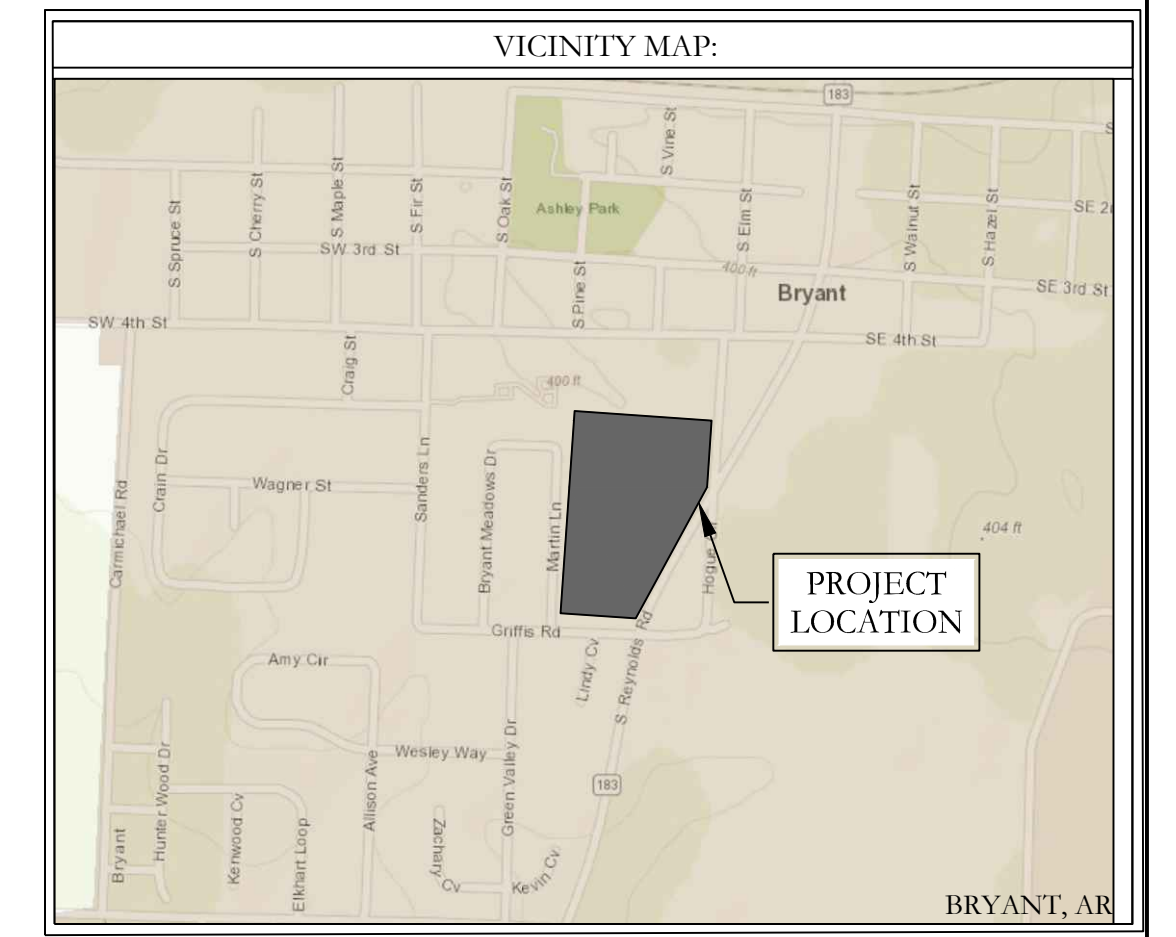 VICINITY MAP:
183
S Vine St
S Oak St
S Maple St
S Fir St
S Cherry St
S Spruce St
Ashley Park
S Elm St
S Walnut St
S Hazel St
SE 2
SW 3rd St
400 ft
S Pine St
Bryant
SE 3rd St
SW 4th St
SE 4th St
Craig St
400 ft
Sanders Ln
Crain Dr
Wagner St
Bryant Meadows Dr
Martin Ln
Carmichael Rd
404 ft
Hogue
PROJECT
LOCATION
Griffis Rd
Lindy Cv
S Reynolds Rd
Amy Cir
Wesley Way
Green Valley Dr
Allison Ave
183
Hunter Wood Dr
Bryant
Kenwood Cv
Elkhart Loop
Zachary
Cv
Kevin Cv
BRYANT, AR